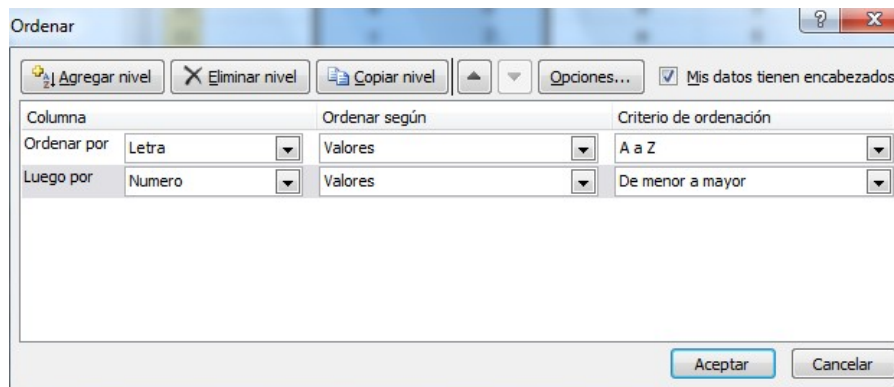 Ordenar
Agregar nivel Eliminar nivel Copiar nivel Opciones... Mis datos tienen encabezados
Columna Ordenar según Criterio de ordenación
Ordenar por Letra Valores A a Z
Luego por Numero Valores De menor a mayor
Aceptar Cancelar